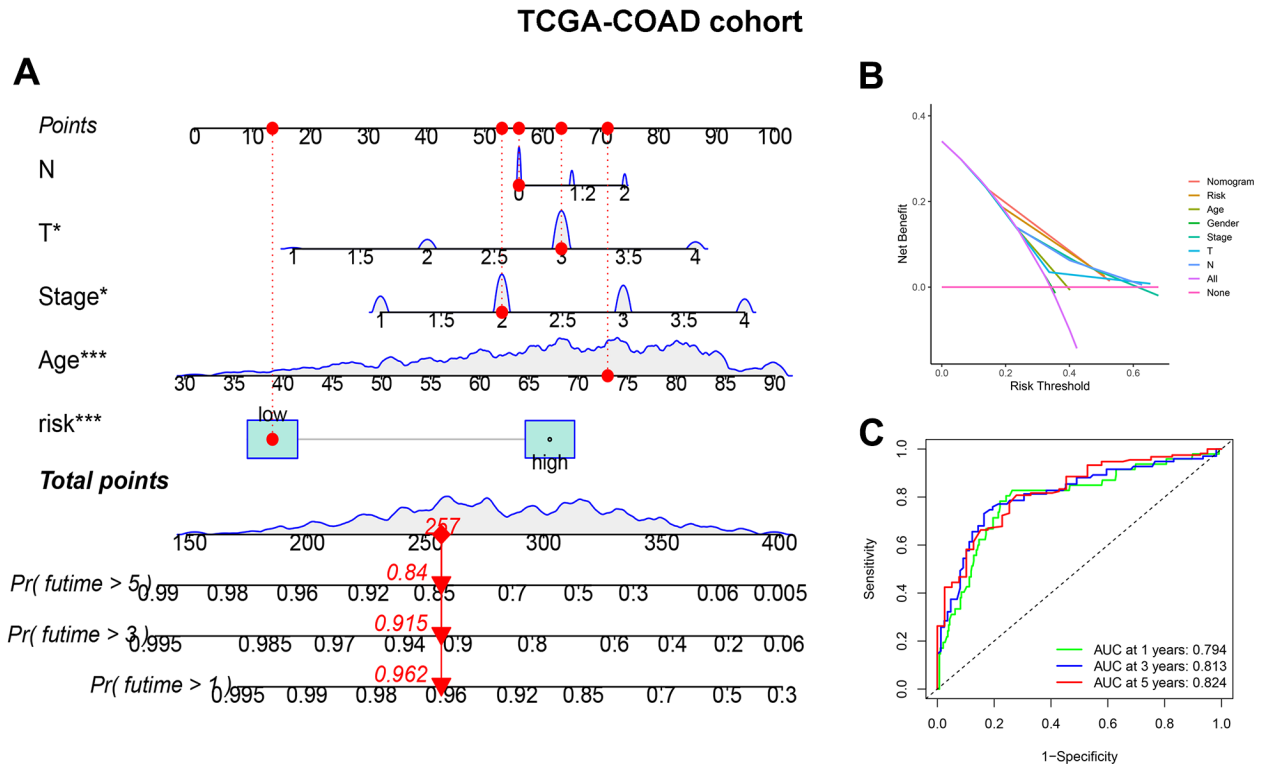 TCGA-COAD cohort
A
Points
0 10 20 30 40 50 60 70 80 90 100
N
0 1.2 2
T*
1 1.5 2 2.5 3 3.5 4
Stage*
1 1.5 2 2.5 3 3.5 4
Age***
30 35 40 45 50 55 60 65 70 75 80 85 90
risk***
low
high
Total points
257
150 200 250 300 350 400
0.84
Pr( futime > 5 )
0.99 0.98 0.96 0.92 0.85 0.7 0.5 0.3 0.06 0.005
0.915
Pr( futime > 3 )
0.995 0.985 0.97 0.94 0.9 0.8 0.6 0.4 0.2 0.06
0.962
Pr( futime > 1 )
0.995 0.99 0.98 0.96 0.92 0.85 0.7 0.5 0.3
B
Net Benefit
0.4
0.2
0.0
0.0 0.2 0.4 0.6
Risk Threshold
Nomogram
Risk
Age
Gender
Stage
T
N
All
None
C
Sensitivity
1.0
0.8
0.6
0.4
0.2
0.0
AUC at 1 years: 0.794
AUC at 3 years: 0.813
AUC at 5 years: 0.824
0.0 0.2 0.4 0.6 0.8 1.0
1−Specificity